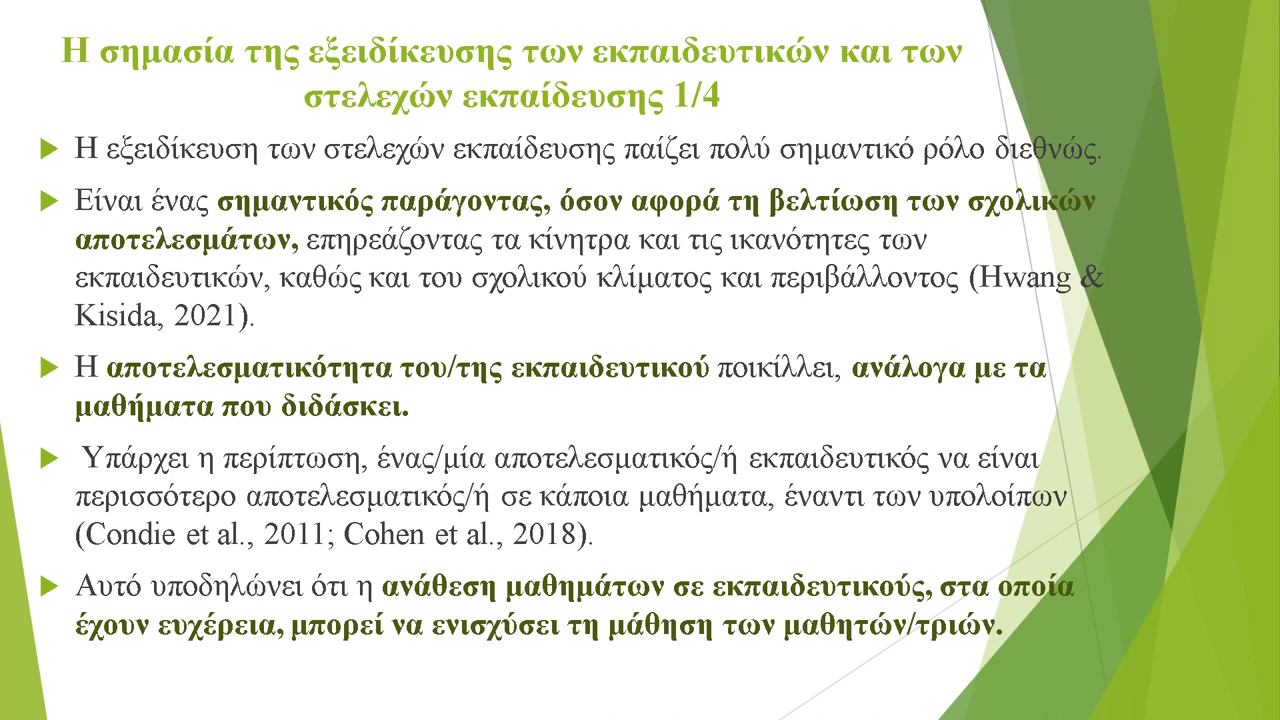 Η σημασία της εξειδίκευσης των εκπαιδευτικών και των
στελεχών εκπαίδευσης 1/4
Η εξειδίκευση των στελεχών εκπαίδευσης παίζει πολύ σημαντικό ρόλο διεθνώς.
Είναι ένας σημαντικός παράγοντας, όσον αφορά τη βελτίωση των σχολικών
αποτελεσμάτων, επηρεάζοντας τα κίνητρα και τις ικανότητες των
εκπαιδευτικών, καθώς και του σχολικού κλίματος και περιβάλλοντος (Hwang &
Kisida, 2021).
Η αποτελεσματικότητα του/της εκπαιδευτικού ποικίλλει, ανάλογα με τα
μαθήματα που διδάσκει.
Υπάρχει η περίπτωση, ένας/μία αποτελεσματικός/ή εκπαιδευτικός να είναι
περισσότερο αποτελεσματικός/ή σε κάποια μαθήματα, έναντι των υπολοίπων
(Condie et al., 2011; Cohen et al., 2018).
Αυτό υποδηλώνει ότι η ανάθεση μαθημάτων σε εκπαιδευτικούς, στα οποία
έχουν ευχέρεια, μπορεί να ενισχύσει τη μάθηση των μαθητών/τριών.